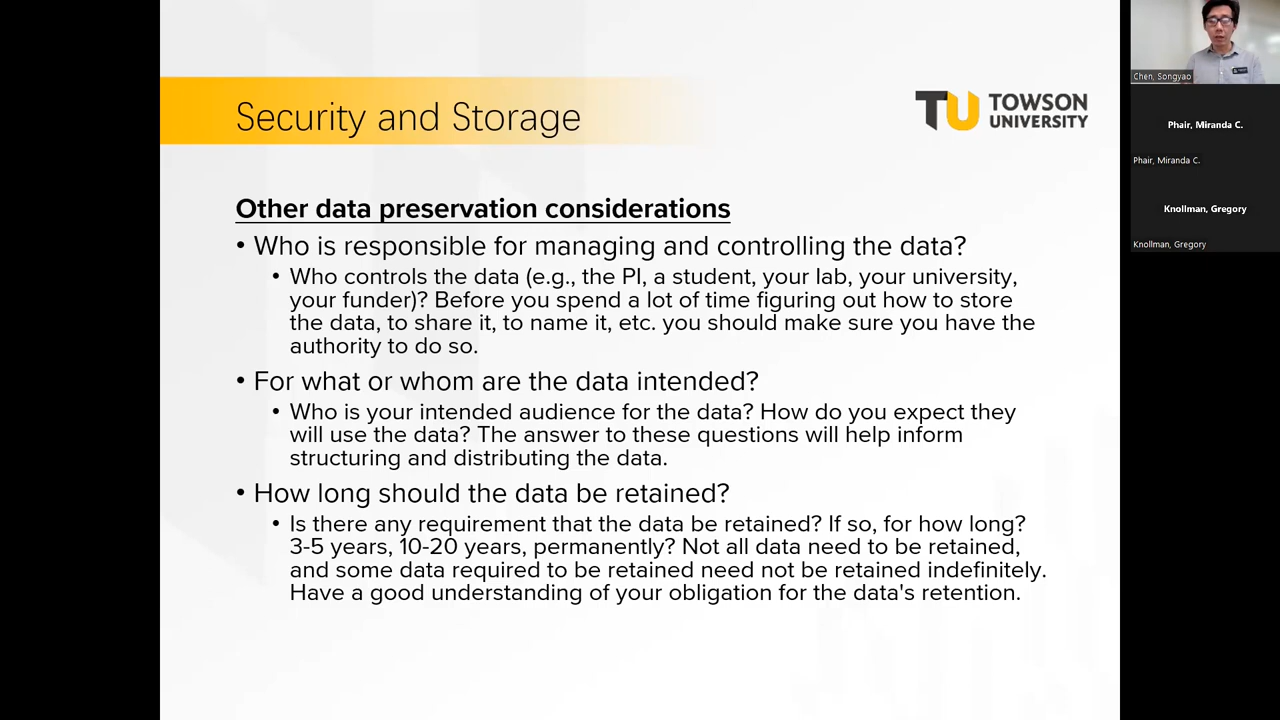 Security and Storage
TU TOWSON
UNIVERSITY
Other data preservation considerations
• Who is responsible for managing and controlling the data?
• Who controls the data (e.g., the PI, a student, your lab, your university,
your funder)? Before you spend a lot of time figuring out how to store
the data, to share it, to name it, etc. you should make sure you have the
authority to do so.
• For what or whom are the data intended?
• Who is your intended audience for the data? How do you expect they
will use the data? The answer to these questions will help inform
structuring and distributing the data.
• How long should the data be retained?
• Is there any requirement that the data be retained? If so, for how long?
3-5 years, 10-20 years, permanently? Not all data need to be retained,
and some data required to be retained need not be retained indefinitely.
Have a good understanding of your obligation for the data's retention.
Chen, Songyao
Phair, Miranda C.
Phair, Miranda C.
Knollman, Gregory
Knollman, Gregory